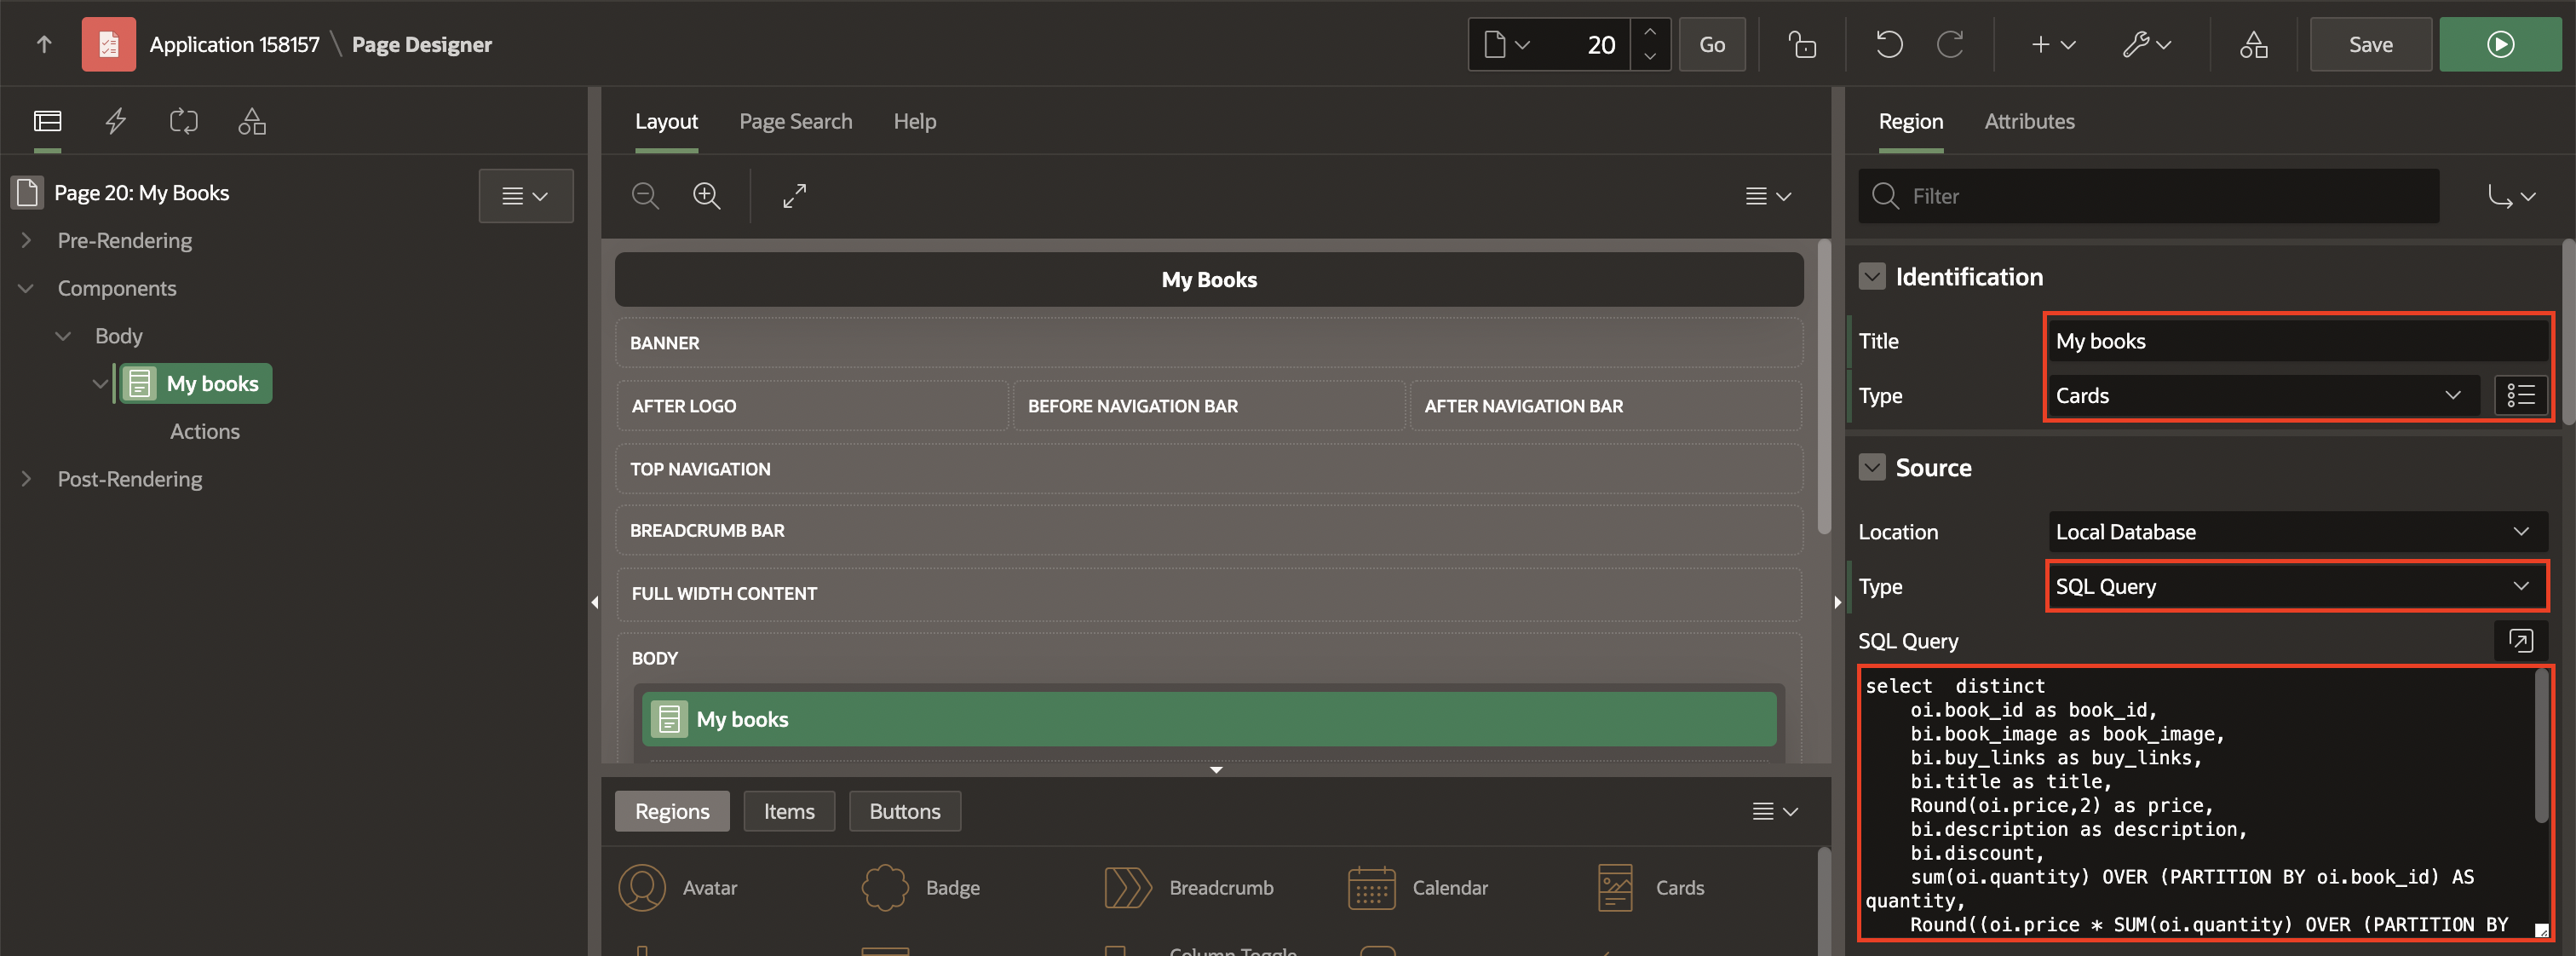 Application 158157 \ Page Designer
20
Go
Save
Page 20: My Books
Pre-Rendering
Components
Body
My books
Actions
Post-Rendering
Layout
Page Search
Help
My Books
BANNER
AFTER LOGO
BEFORE NAVIGATION BAR
AFTER NAVIGATION BAR
TOP NAVIGATION
BREADCRUMB BAR
FULL WIDTH CONTENT
BODY
My books
Regions
Items
Buttons
Avatar
Badge
Breadcrumb
Calendar
Cards
Column Toggle
Region
Attributes
Filter
Identification
Title
My books
Type
Cards
Source
Location
Local Database
Type
SQL Query
SQL Query
select  distinct
    oi.book_id as book_id,
    bi.book_image as book_image,
    bi.buy_links as buy_links,
    bi.title as title,
    Round(oi.price,2) as price,
    bi.description as description,
    bi.discount,
    sum(oi.quantity) OVER (PARTITION BY oi.book_id) AS
quantity,
    Round((oi.price * SUM(oi.quantity) OVER (PARTITION BY